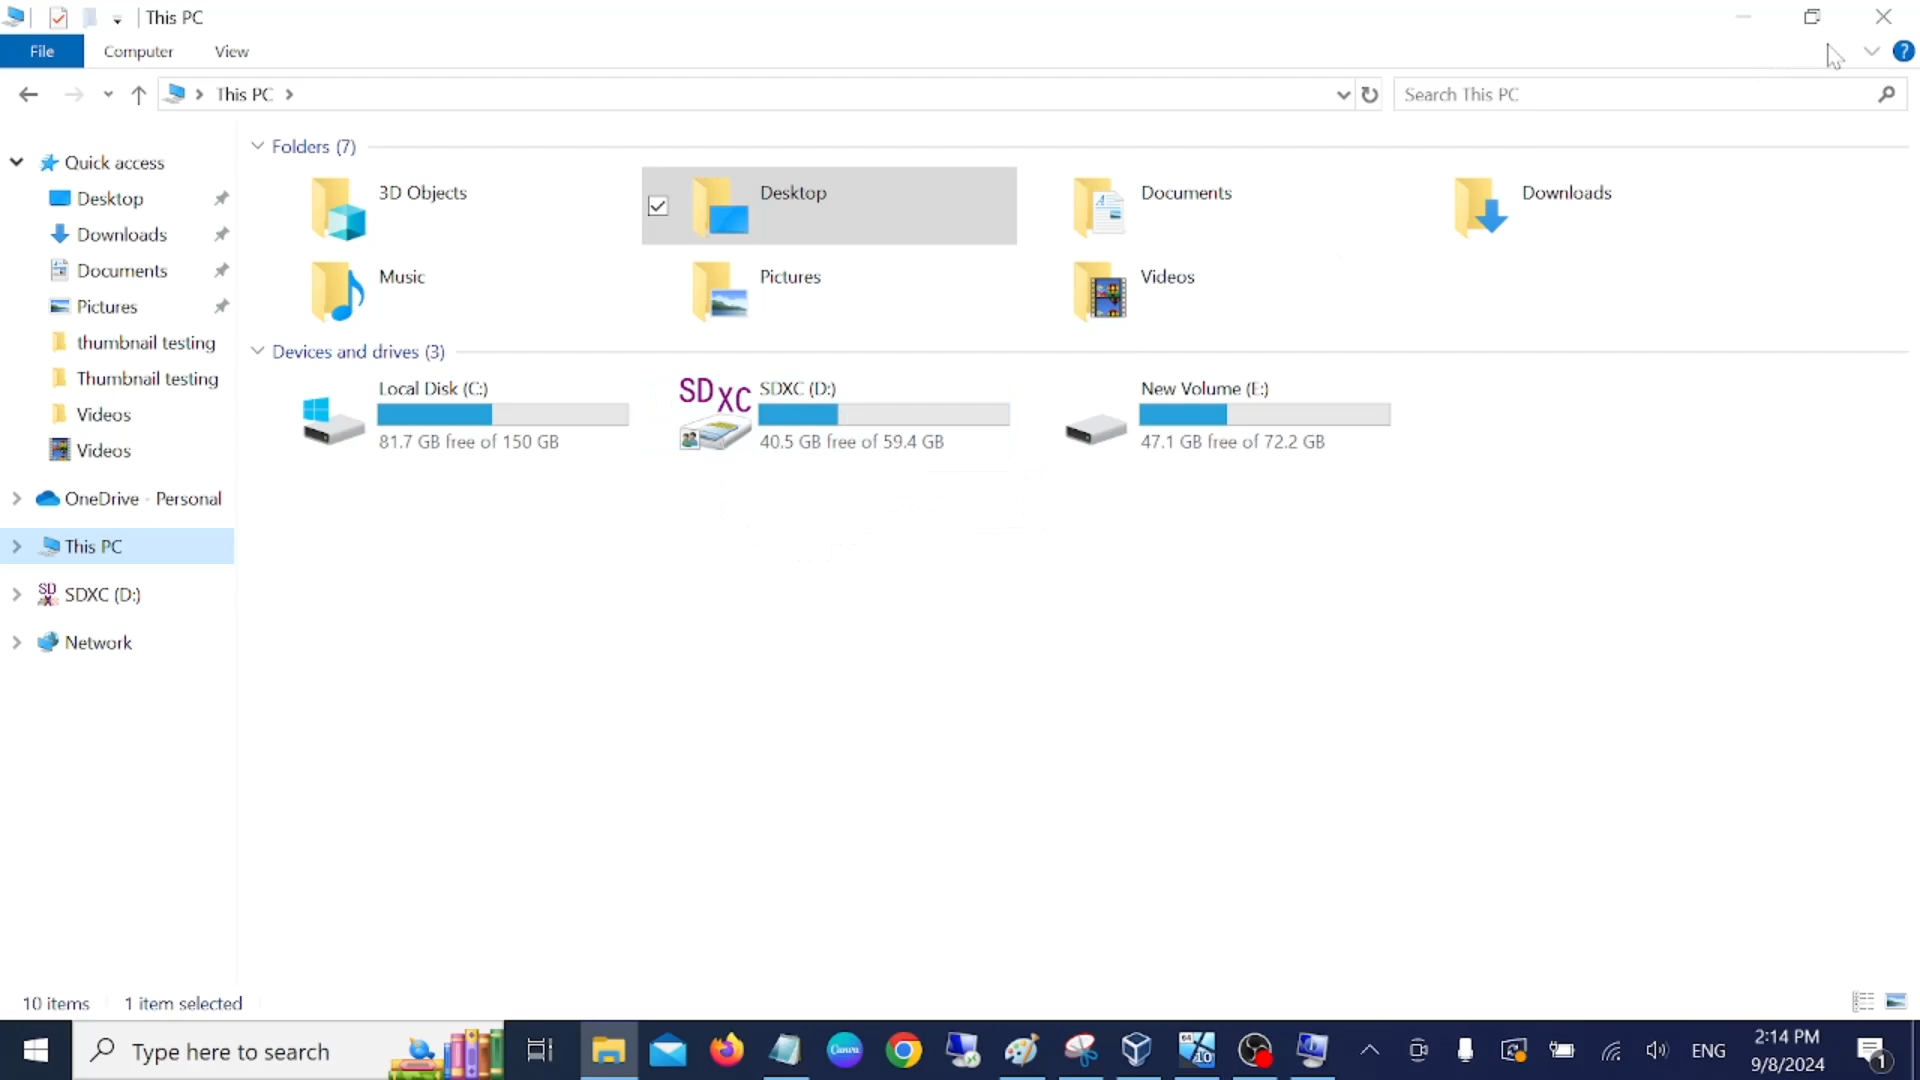 This PC
File Computer View
This PC
Search This PC
Quick access
Desktop
Downloads
Documents
Pictures
thumbnail testing
Thumbnail testing
Videos
Videos
OneDrive - Personal
This PC
SDXC (D:)
Network
Folders (7)
3D Objects
Desktop
Documents
Downloads
Music
Pictures
Videos
Devices and drives (3)
Local Disk (C:)
81.7 GB free of 150 GB
SDXC
SDXC (D:)
40.5 GB free of 59.4 GB
New Volume (E:)
47.1 GB free of 72.2 GB
10 items 1 item selected
Type here to search
Canva
64
10
ENG
2:14 PM
9/8/2024
1